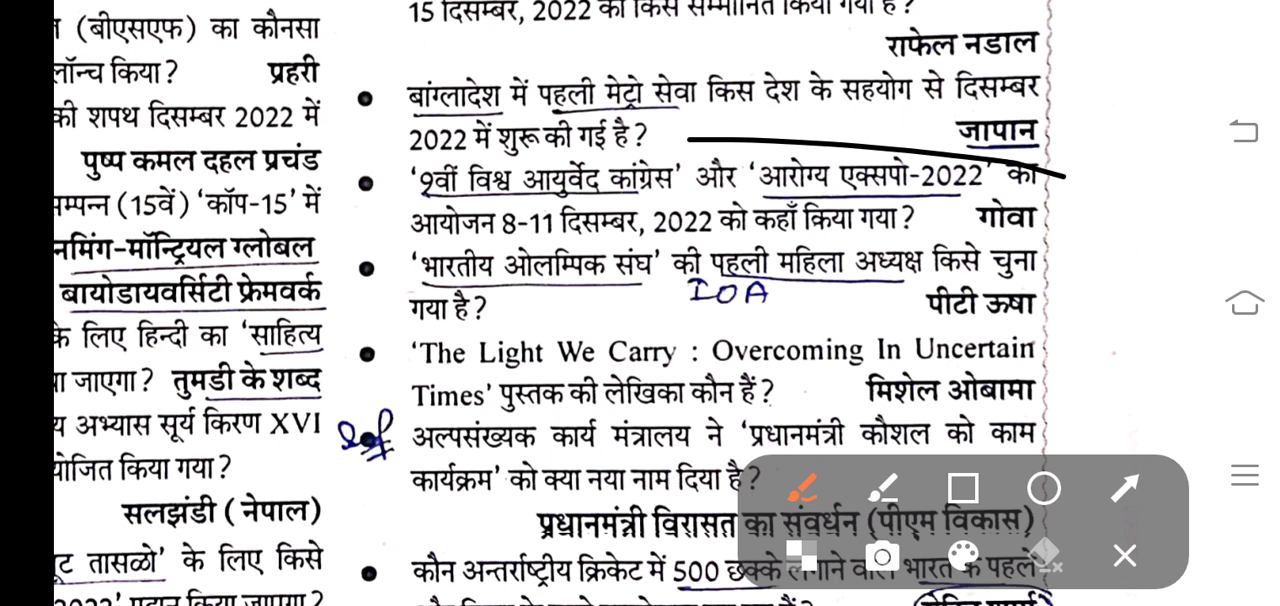 (बीएसएफ) का कौनसा
लॉन्च किया? प्रहरी
की शपथ दिसम्बर 2022 में
पुष्प कमल दहल प्रचंड
म्पन्न (15वें) 'कॉप-15' में
नमिंग-मॉन्ट्रियल ग्लोबल
बायोडायवर्सिटी फ्रेमवर्क
के लिए हिन्दी का 'साहित्य
जाएगा? तुमडी के शब्द
अभ्यास सूर्य किरण XVI
योजित किया गया?
सलझंडी (नेपाल)
तासळो' के लिए किसे
15 दिसम्बर, 2022 को किसे सम्मानित किया गया है?
राफेल नडाल
• बांग्लादेश में पहली मेट्रो सेवा किस देश के सहयोग से दिसम्बर
2022 में शुरू की गई है? जापान
• '9वीं विश्व आयुर्वेद कांग्रेस' और 'आरोग्य एक्सपो-2022' का
आयोजन 8-11 दिसम्बर, 2022 को कहाँ किया गया? गोवा
• 'भारतीय ओलम्पिक संघ' की पहली महिला अध्यक्ष किसे चुना
IOA
गया है? पीटी ऊषा
• 'The Light We Carry : Overcoming In Uncertain
Times' पुस्तक की लेखिका कौन हैं? मिशेल ओबामा
• अल्पसंख्यक कार्य मंत्रालय ने 'प्रधानमंत्री कौशल को काम
कार्यक्रम' को क्या नया नाम दिया है?
प्रधानमंत्री विरासत का संवर्धन (पीएम विकास)
• कौन अन्तर्राष्ट्रीय क्रिकेट में 500 छक्के लगाने वाले भारत के पहले